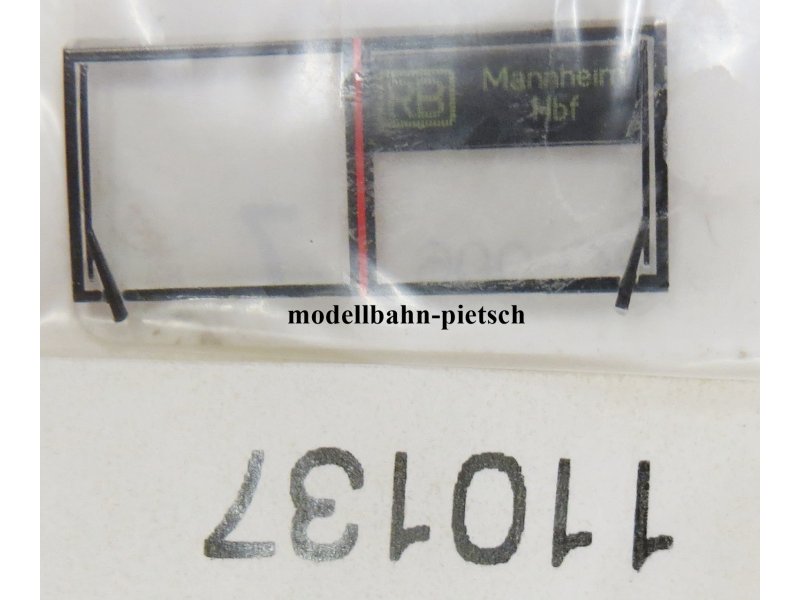 RB Mannheim
Hbf
modellbahn-pietsch
110137